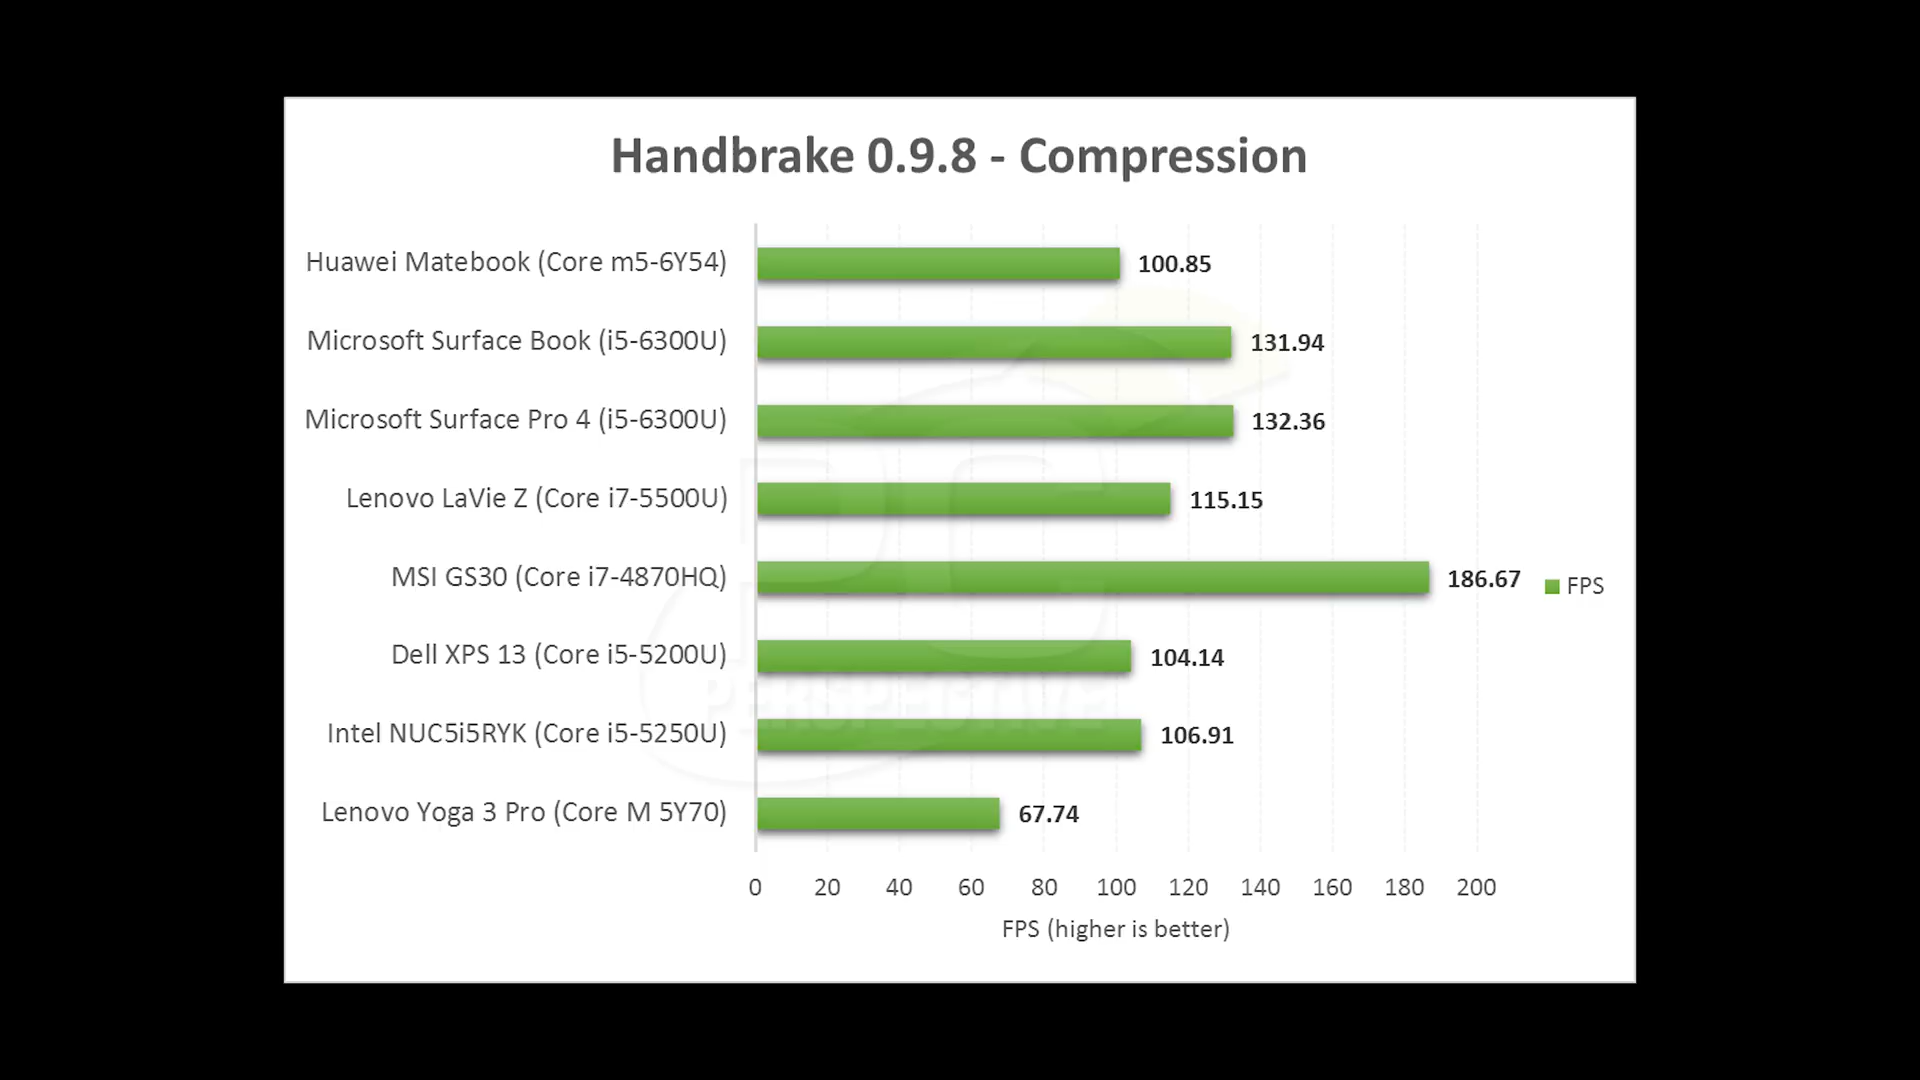 Handbrake 0.9.8 - Compression
Huawei Matebook (Core m5-6Y54)
100.85
Microsoft Surface Book (i5-6300U)
131.94
Microsoft Surface Pro 4 (i5-6300U)
132.36
Lenovo LaVie Z (Core i7-5500U)
115.15
MSI GS30 (Core i7-4870HQ)
186.67
FPS
Dell XPS 13 (Core i5-5200U)
104.14
PC
PERSPECTIVE
Intel NUC5i5RYK (Core i5-5250U)
106.91
Lenovo Yoga 3 Pro (Core M 5Y70)
67.74
0 20 40 60 80 100 120 140 160 180 200
FPS (higher is better)